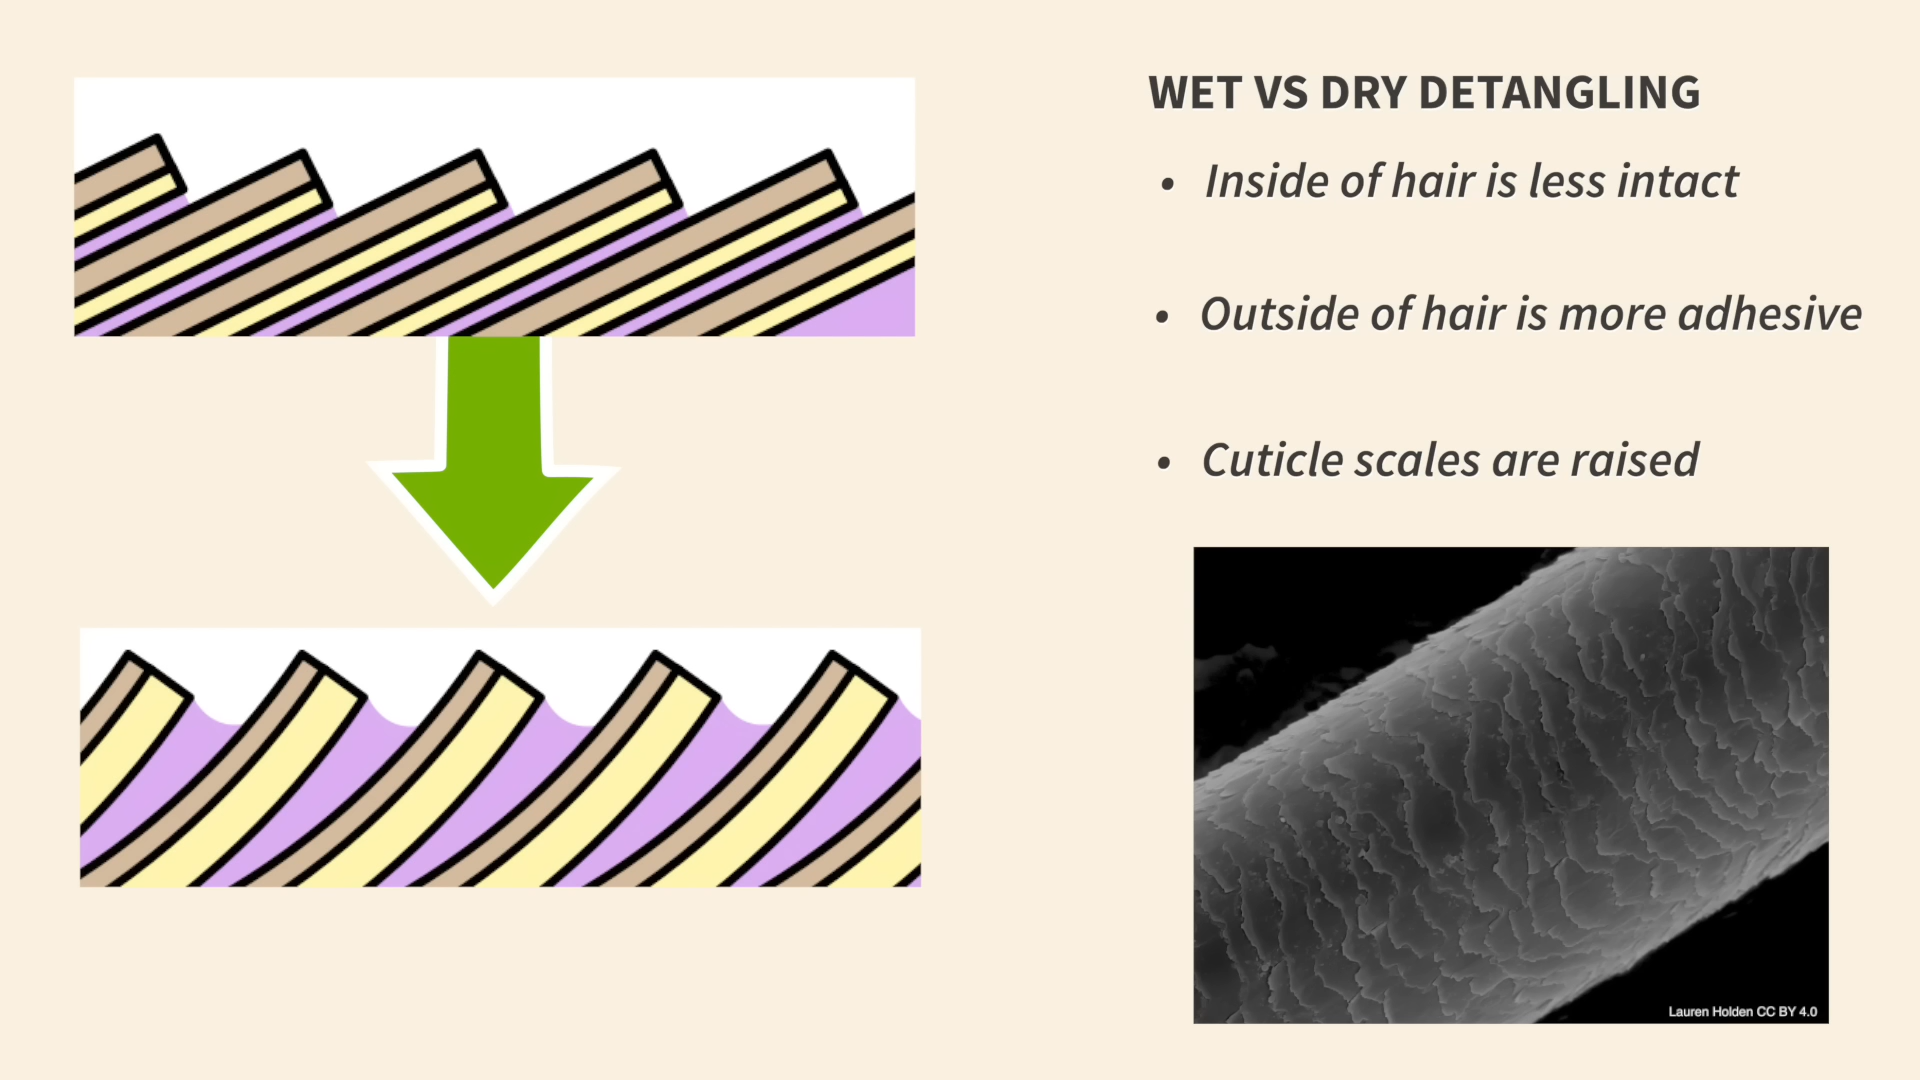 WET VS DRY DETANGLING
• Inside of hair is less intact
• Outside of hair is more adhesive
• Cuticle scales are raised
Lauren Holden CC BY 4.0